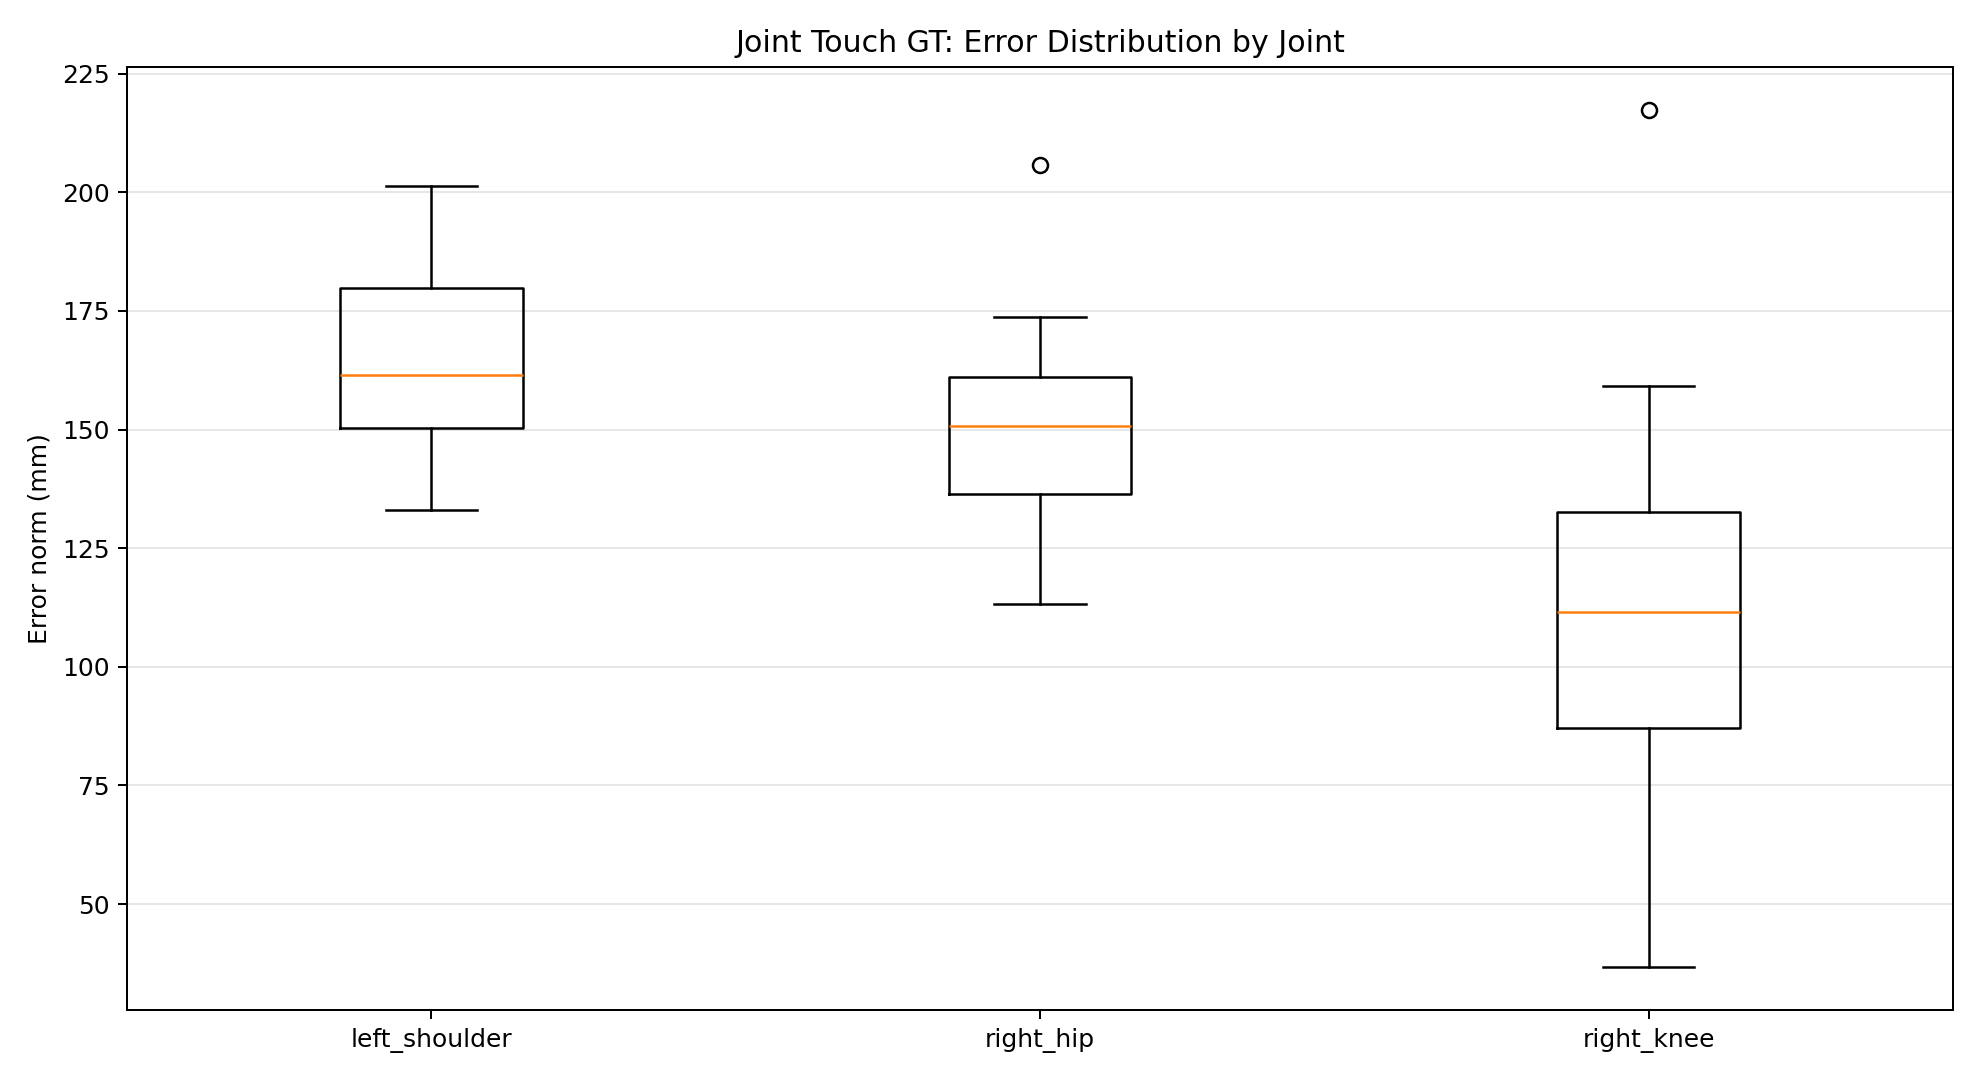 Joint Touch GT: Error Distribution by Joint
225
200
175
150
125
100
75
50
Error norm (mm)
left_shoulder
right_hip
right_knee